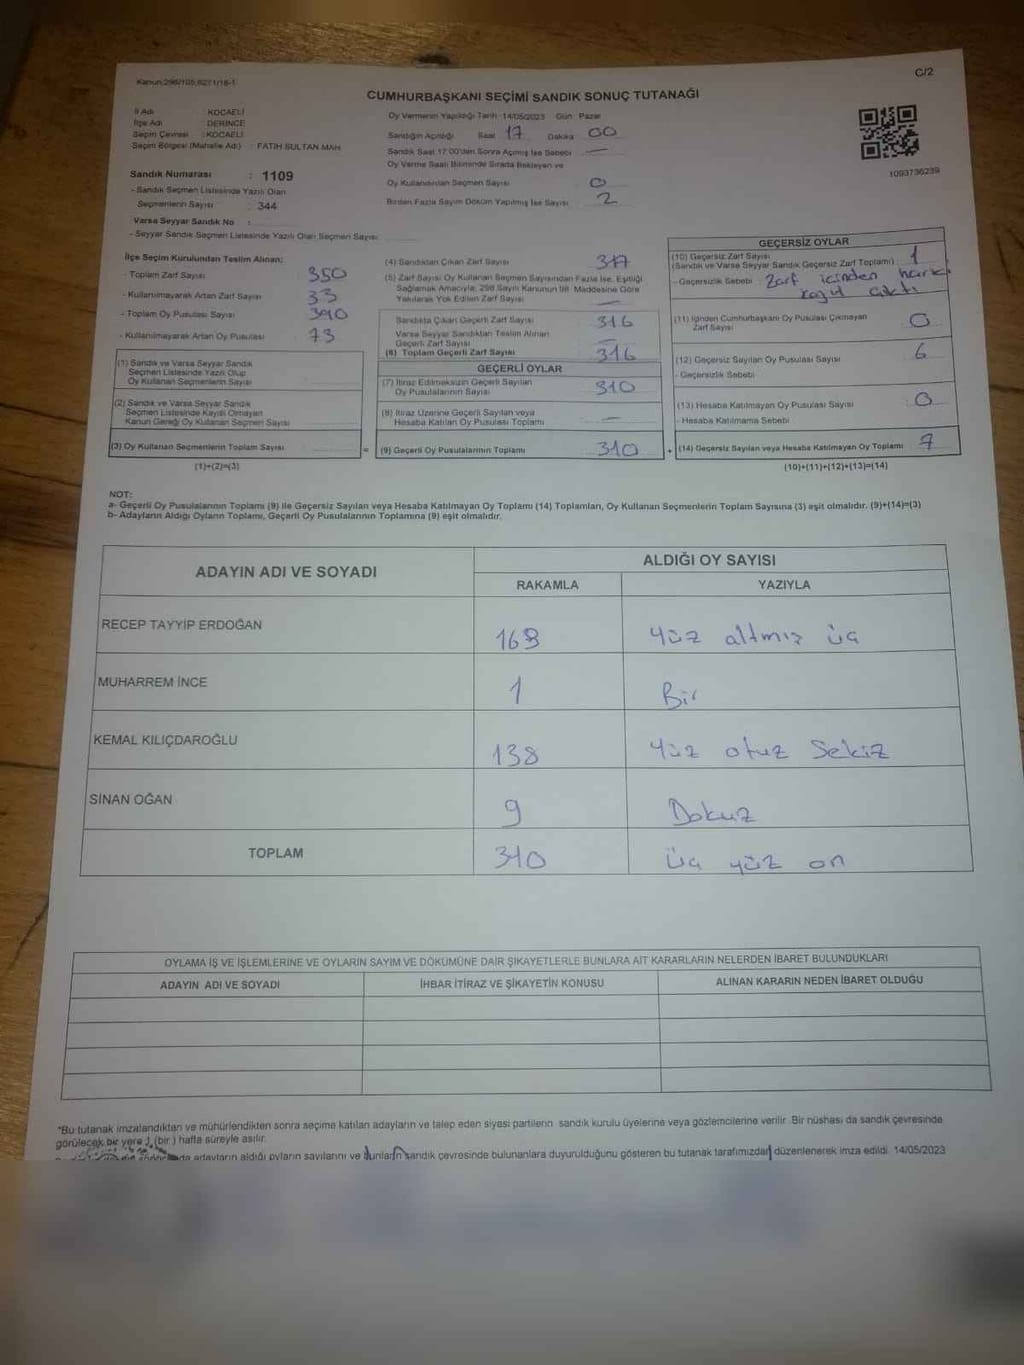 Kanun:298/105,6271/18-1
C/2
CUMHURBAŞKANI SEÇİMİ SANDIK SONUÇ TUTANAĞI
İl Adı : KOCAELİ
İlçe Adı : DERİNCE
Seçim Çevresi : KOCAELİ
Seçim Bölgesi (Mahalle Adı) : FATİH SULTAN MAH
Sandık Numarası : 1109
- Sandık Seçmen Listesinde Yazılı Olan
Seçmenlerin Sayısı : 344
Varsa Seyyar Sandık No :
- Seyyar Sandık Seçmen Listesinde Yazılı Olan Seçmen Sayısı:
Oy Vermenin Yapıldığı Tarih :14/05/2023 Gün : Pazar
Sandığın Açıldığı Saat 17 Dakika 00
Sandık Saat 17:00'den Sonra Açılmış İse Sebebi —
Oy Verme Saati Bitiminde Sırada Bekleyen ve
Oy Kullandırılan Seçmen Sayısı 0
Birden Fazla Sayım Döküm Yapılmış İse Sayısı 2
1093736239
İlçe Seçim Kurulundan Teslim Alınan;
- Toplam Zarf Sayısı 350
- Kullanılmayarak Artan Zarf Sayısı 33
- Toplam Oy Pusulası Sayısı 390
- Kullanılmayarak Artan Oy Pusulası 73
(1) Sandık ve Varsa Seyyar Sandık
Seçmen Listesinde Yazılı Olup
Oy Kullanan Seçmenlerin Sayısı
(2) Sandık ve Varsa Seyyar Sandık
Seçmen Listesinde Kaydı Olmayan
Kanun Gereği Oy Kullanan Seçmen Sayısı
(3) Oy Kullanan Seçmenlerin Toplam Sayısı =
(1)+(2)=(3)
(4) Sandıktan Çıkan Zarf Sayısı 317
(5) Zarf Sayısı Oy Kullanan Seçmen Sayısından Fazla İse, Eşitliği
Sağlamak Amacıyla, 298 Sayılı Kanunun 98. Maddesine Göre
Yakılarak Yok Edilen Zarf Sayısı —
Sandıkta Çıkan Geçerli Zarf Sayısı 316
Varsa Seyyar Sandıktan Teslim Alınan
Geçerli Zarf Sayısı —
(6) Toplam Geçerli Zarf Sayısı 316
GEÇERLİ OYLAR
(7) İtiraz Edilmeksizin Geçerli Sayılan
Oy Pusulalarının Sayısı 310
(8) İtiraz Üzerine Geçerli Sayılan veya
Hesaba Katılan Oy Pusulası Toplamı —
(9) Geçerli Oy Pusulalarının Toplamı 310 +
GEÇERSİZ OYLAR
(10) Geçersiz Zarf Sayısı
(Sandık ve Varsa Seyyar Sandık Geçersiz Zarf Toplamı) 1
- Geçersizlik Sebebi : Zarf içinden
çıktı
(11) İçinden Cumhurbaşkanı Oy Pusulası Çıkmayan
Zarf Sayısı 0
(12) Geçersiz Sayılan Oy Pusulası Sayısı 6
- Geçersizlik Sebebi :
(13) Hesaba Katılmayan Oy Pusulası Sayısı 0
- Hesaba Katılmama Sebebi :
(14) Geçersiz Sayılan veya Hesaba Katılmayan Oy Toplamı 7
(10)+(11)+(12)+(13)=(14)
NOT:
a- Geçerli Oy Pusulalarının Toplamı (9) ile Geçersiz Sayılan veya Hesaba Katılmayan Oy Toplamı (14) Toplamları, Oy Kullanan Seçmenlerin Toplam Sayısına (3) eşit olmalıdır. (9)+(14)=(3)
b- Adayların Aldığı Oyların Toplamı, Geçerli Oy Pusulalarının Toplamına (9) eşit olmalıdır.
ADAYIN ADI VE SOYADI ALDIĞI OY SAYISI
RAKAMLA YAZIYLA
RECEP TAYYİP ERDOĞAN 163 Yüz altmış üç
MUHARREM İNCE 1 Bir
KEMAL KILIÇDAROĞLU 138 Yüz otuz Sekiz
SİNAN OĞAN 9 Dokuz
TOPLAM 310 üç yüz on
OYLAMA İŞ VE İŞLEMLERİNE VE OYLARIN SAYIM VE DÖKÜMÜNE DAİR ŞİKAYETLERLE BUNLARA AİT KARARLARIN NELERDEN İBARET BULUNDUKLARI
ADAYIN ADI VE SOYADI İHBAR İTİRAZ VE ŞİKAYETİN KONUSU ALINAN KARARIN NEDEN İBARET OLDUĞU
*Bu tutanak imzalandıktan ve mühürlendikten sonra seçime katılan adayların ve talep eden siyasi partilerin sandık kurulu üyelerine veya gözlemcilerine verilir. Bir nüshası da sandık çevresinde
görülecek bir yere 1 (bir ) hafta süreyle asılır.
adayların aldığı oyların sayılarını ve bunların sandık çevresinde bulunanlara duyurulduğunu gösteren bu tutanak tarafımızdan düzenlenerek imza edildi. 14/05/2023